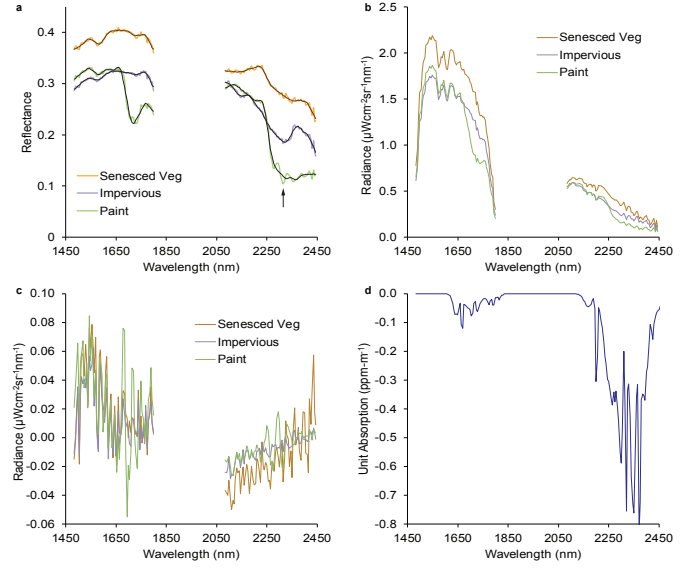 a
0.4
0.3
0.2
0.1
0
Reflectance
Senesced Veg
Impervious
Paint
1450 1650 1850 2050 2250 2450
Wavelength (nm)
b
2.5
2.0
1.5
1.0
0.5
0.0
Radiance (µWcm-2sr-1nm-1)
Senesced Veg
Impervious
Paint
1450 1650 1850 2050 2250 2450
Wavelength (nm)
c
0.10
0.08
0.06
0.04
0.02
0.00
-0.02
-0.04
-0.06
Radiance (µWcm-2sr-1nm-1)
Senesced Veg
Impervious
Paint
1450 1650 1850 2050 2250 2450
Wavelength (nm)
d
0.0
-0.1
-0.2
-0.3
-0.4
-0.5
-0.6
-0.7
-0.8
Unit Absorption (ppm-m)
1450 1650 1850 2050 2250 2450
Wavelength (nm)